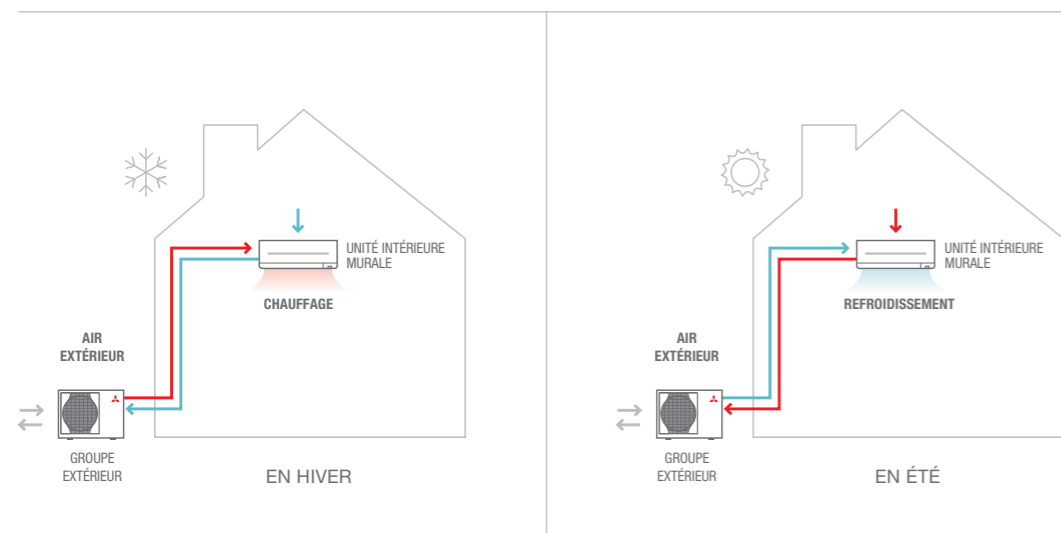 UNITÉ INTÉRIEURE
MURALE
CHAUFFAGE
AIR
EXTÉRIEUR
GROUPE
EXTÉRIEUR
EN HIVER
UNITÉ INTÉRIEURE
MURALE
REFROIDISSEMENT
AIR
EXTÉRIEUR
GROUPE
EXTÉRIEUR
EN ÉTÉ